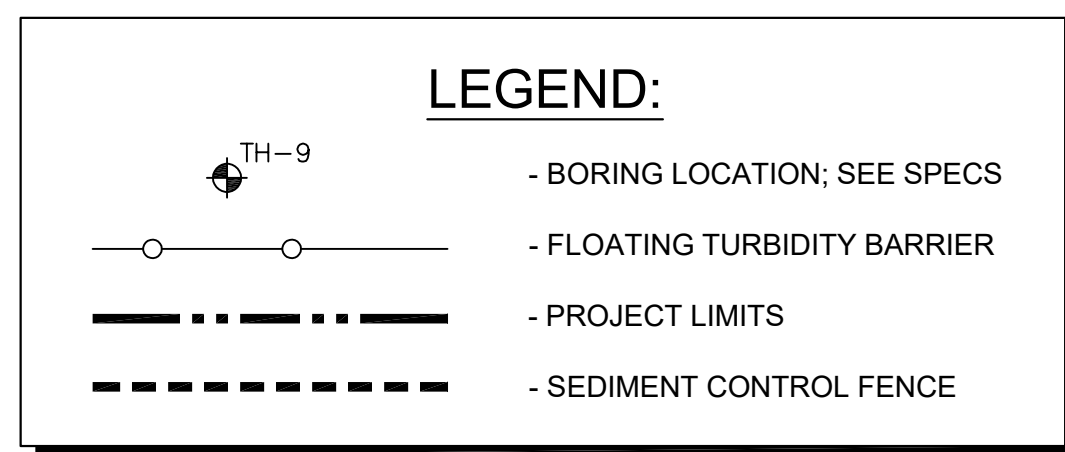 LEGEND:
TH-9
- BORING LOCATION; SEE SPECS
- FLOATING TURBIDITY BARRIER
- PROJECT LIMITS
- SEDIMENT CONTROL FENCE